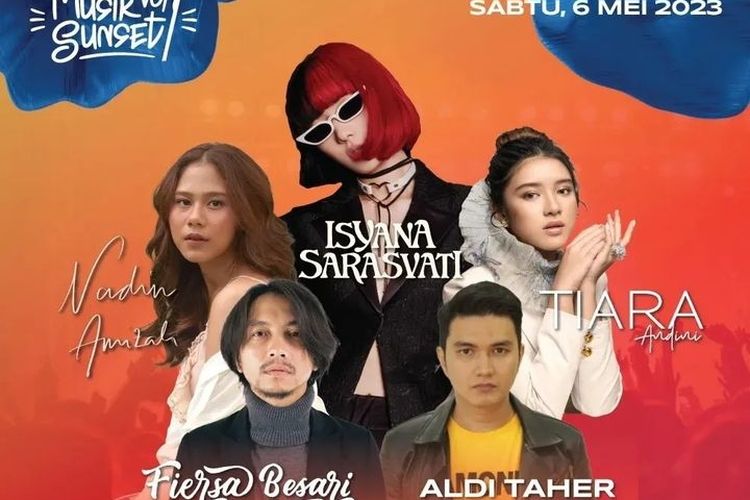 MUSIK
SUNSET
SABTU, 6 MEI 2023
ISYANA
SARASVATI
Nadin
Amizah
TIARA
Andini
Fiersa Besari
ALDI TAHER